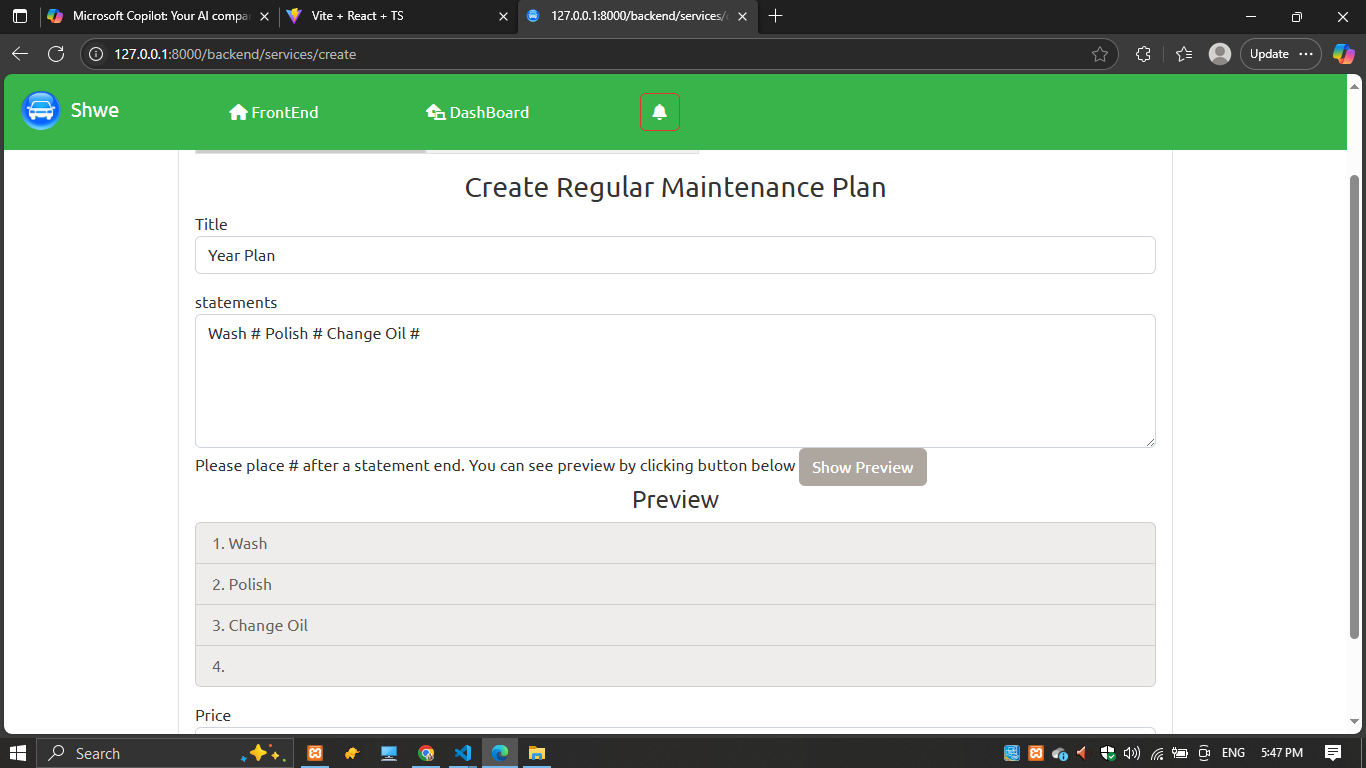 Microsoft Copilot: Your AI compa
Vite + React + TS
127.0.0.1:8000/backend/services/
127.0.0.1:8000/backend/services/create
Update
Shwe
FrontEnd
DashBoard
Create Regular Maintenance Plan
Title
Year Plan
statements
Wash # Polish # Change Oil #
Please place # after a statement end. You can see preview by clicking button below
Show Preview
Preview
1. Wash
2. Polish
3. Change Oil
4.
Price
Search
ENG
5:47 PM